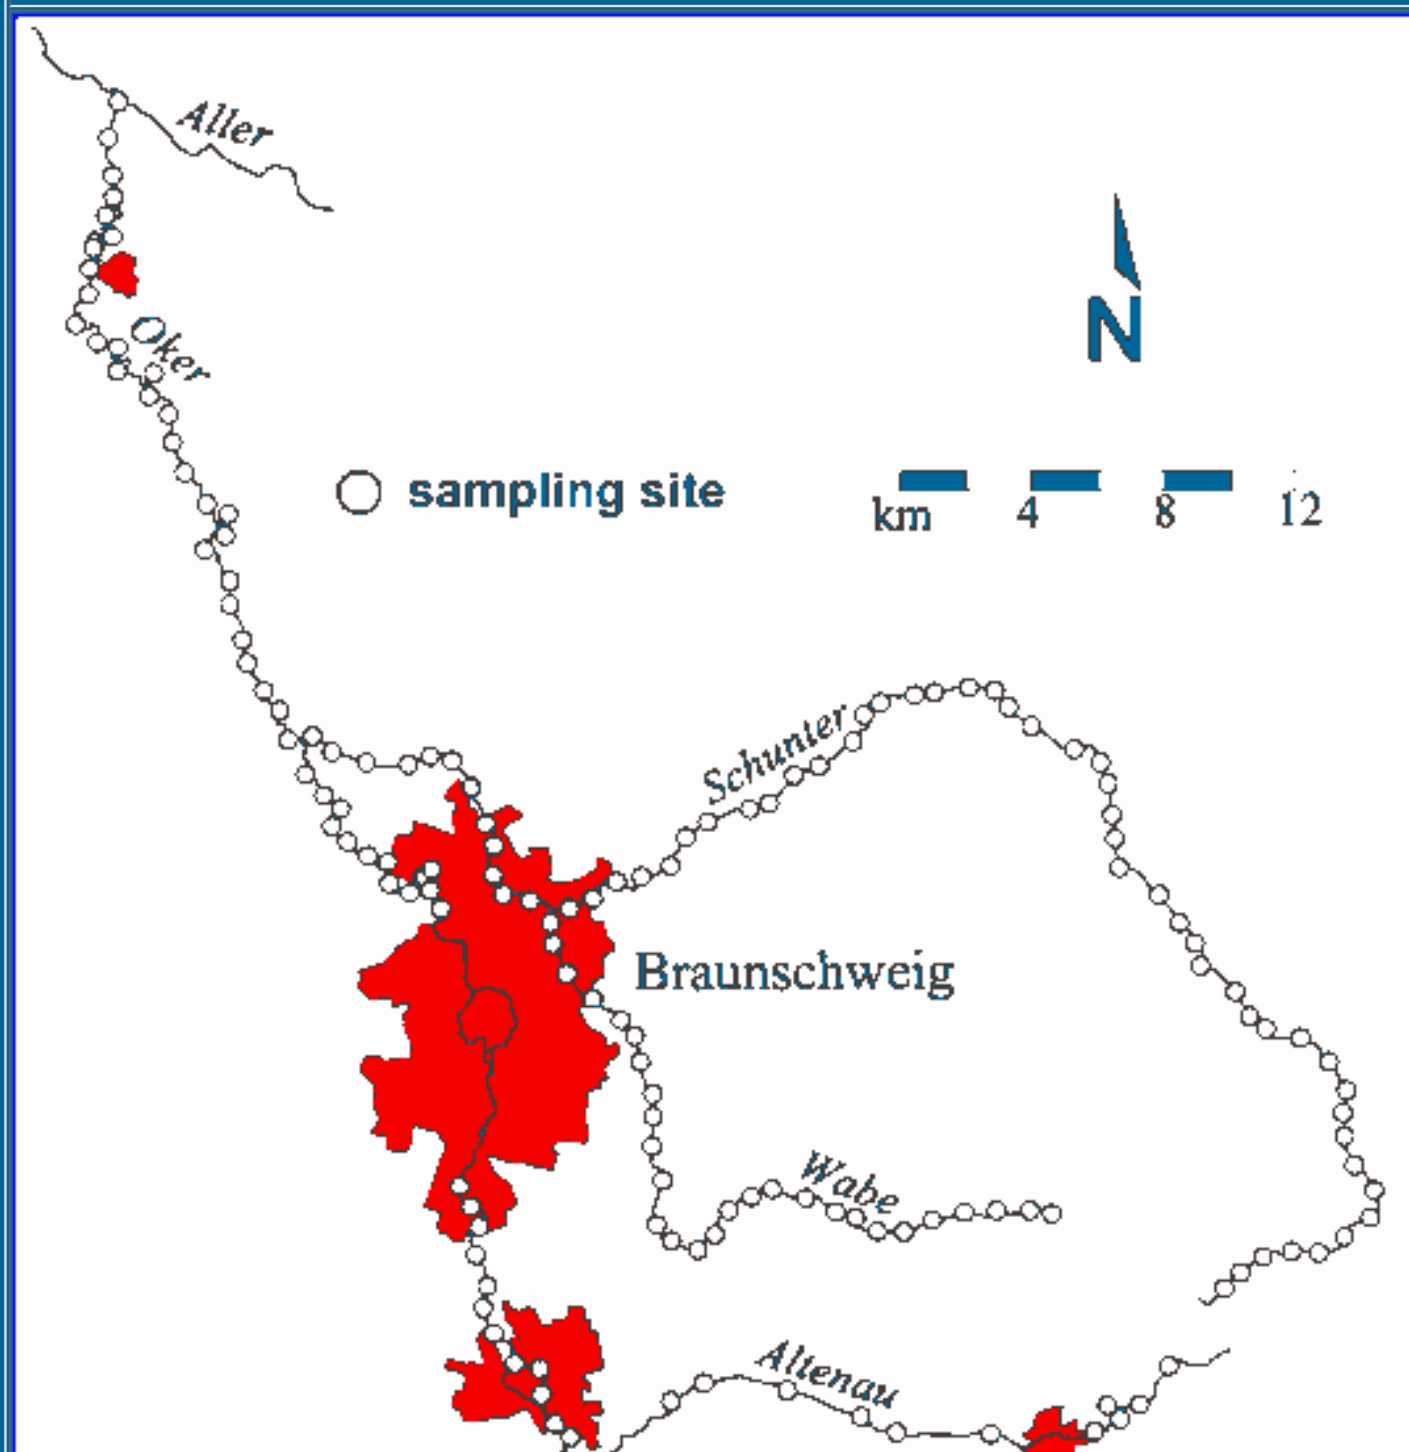 Aller
N
Oker
sampling site
km 4 8 12
Schunter
Braunschweig
Wabe
Altenau